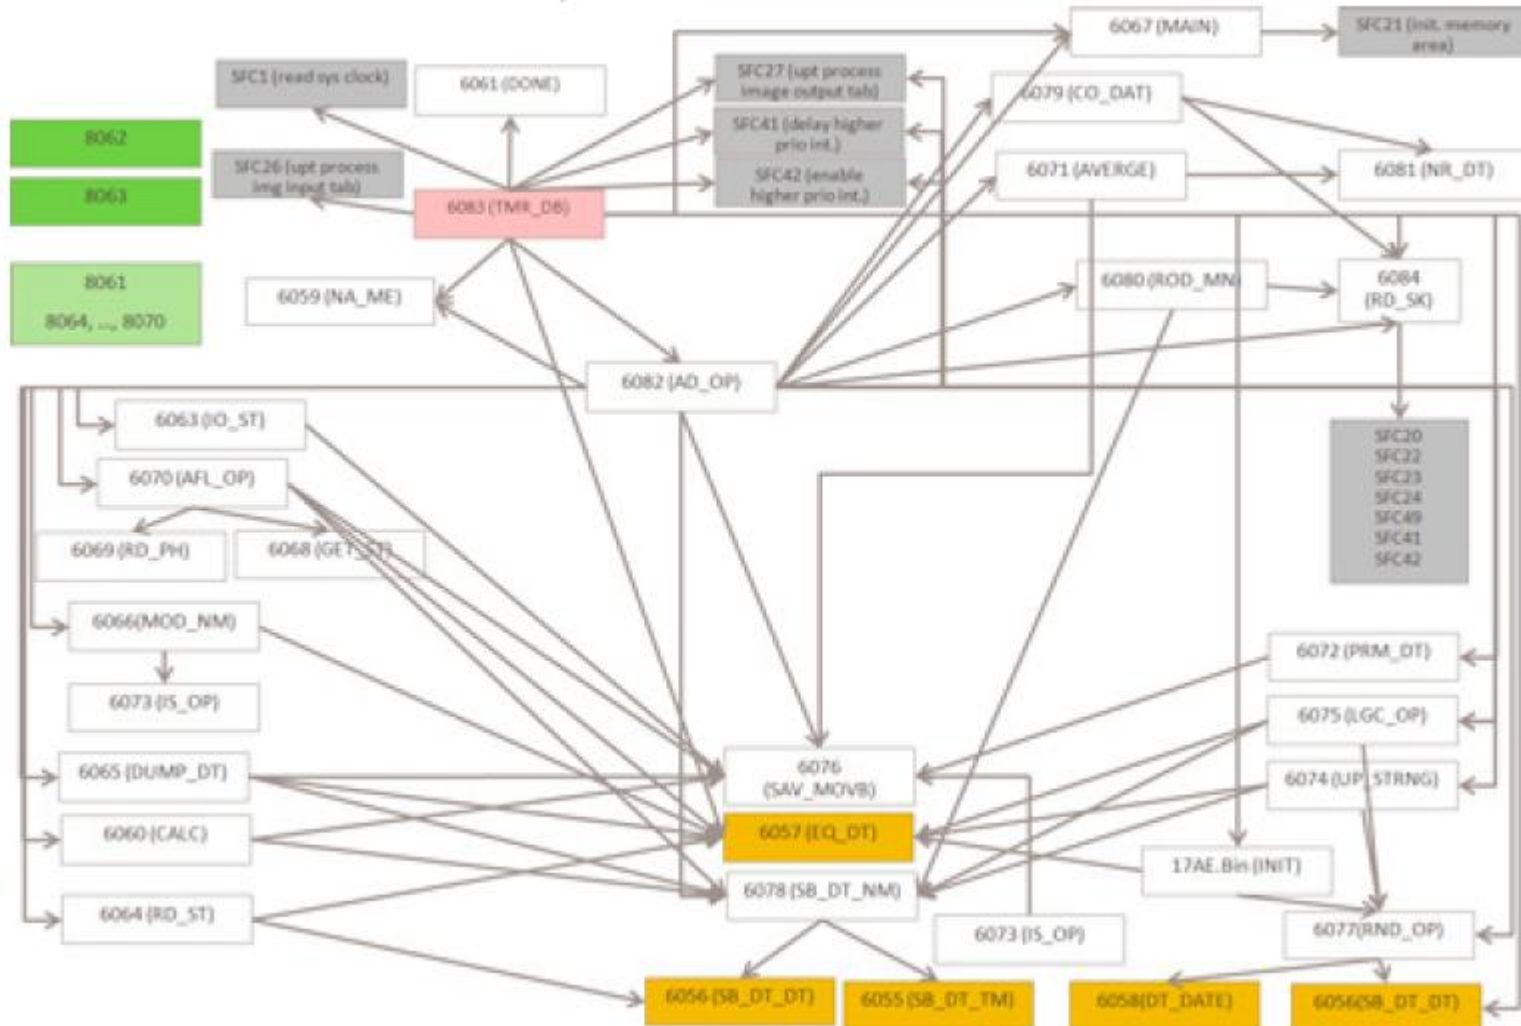 6067 (MAIN)
SFC21 (init. memory
area)
SFC1 (read sys clock)
6061 (DONE)
SFC27 (upt process
image output tab)
6079 (CO_DAT)
8062
SFC41 (delay higher
prio int.)
SFC26 (upt process
img input tab)
SFC42 (enable
higher prio int.)
6071 (AVERGE)
6081 (NR_DT)
8063
6083 (TMR_DB)
8061
8064, ..., 8070
6059 (NA_ME)
6080 (ROD_MN)
6084
(RD_SK)
6082 (AD_OP)
6063 (IO_ST)
6070 (AFL_OP)
SFC20
SFC22
SFC23
SFC24
SFC49
SFC41
SFC42
6069 (RD_PH)
6068 (GET_ST)
6066(MOD_NM)
6072 (PRM_DT)
6073 (IS_OP)
6075 (LGC_OP)
6065 (DUMP_DT)
6076
(SAV_MOVB)
6074 (UP_STRNG)
6060 (CALC)
6057 (EQ_DT)
17AE.Bin (INIT)
6078 (SB_DT_NM)
6064 (RD_ST)
6073 (IS_OP)
6077(RND_OP)
6056 (SB_DT_DT)
6055 (SB_DT_TM)
6058(DT_DATE)
6056(SB_DT_DT)